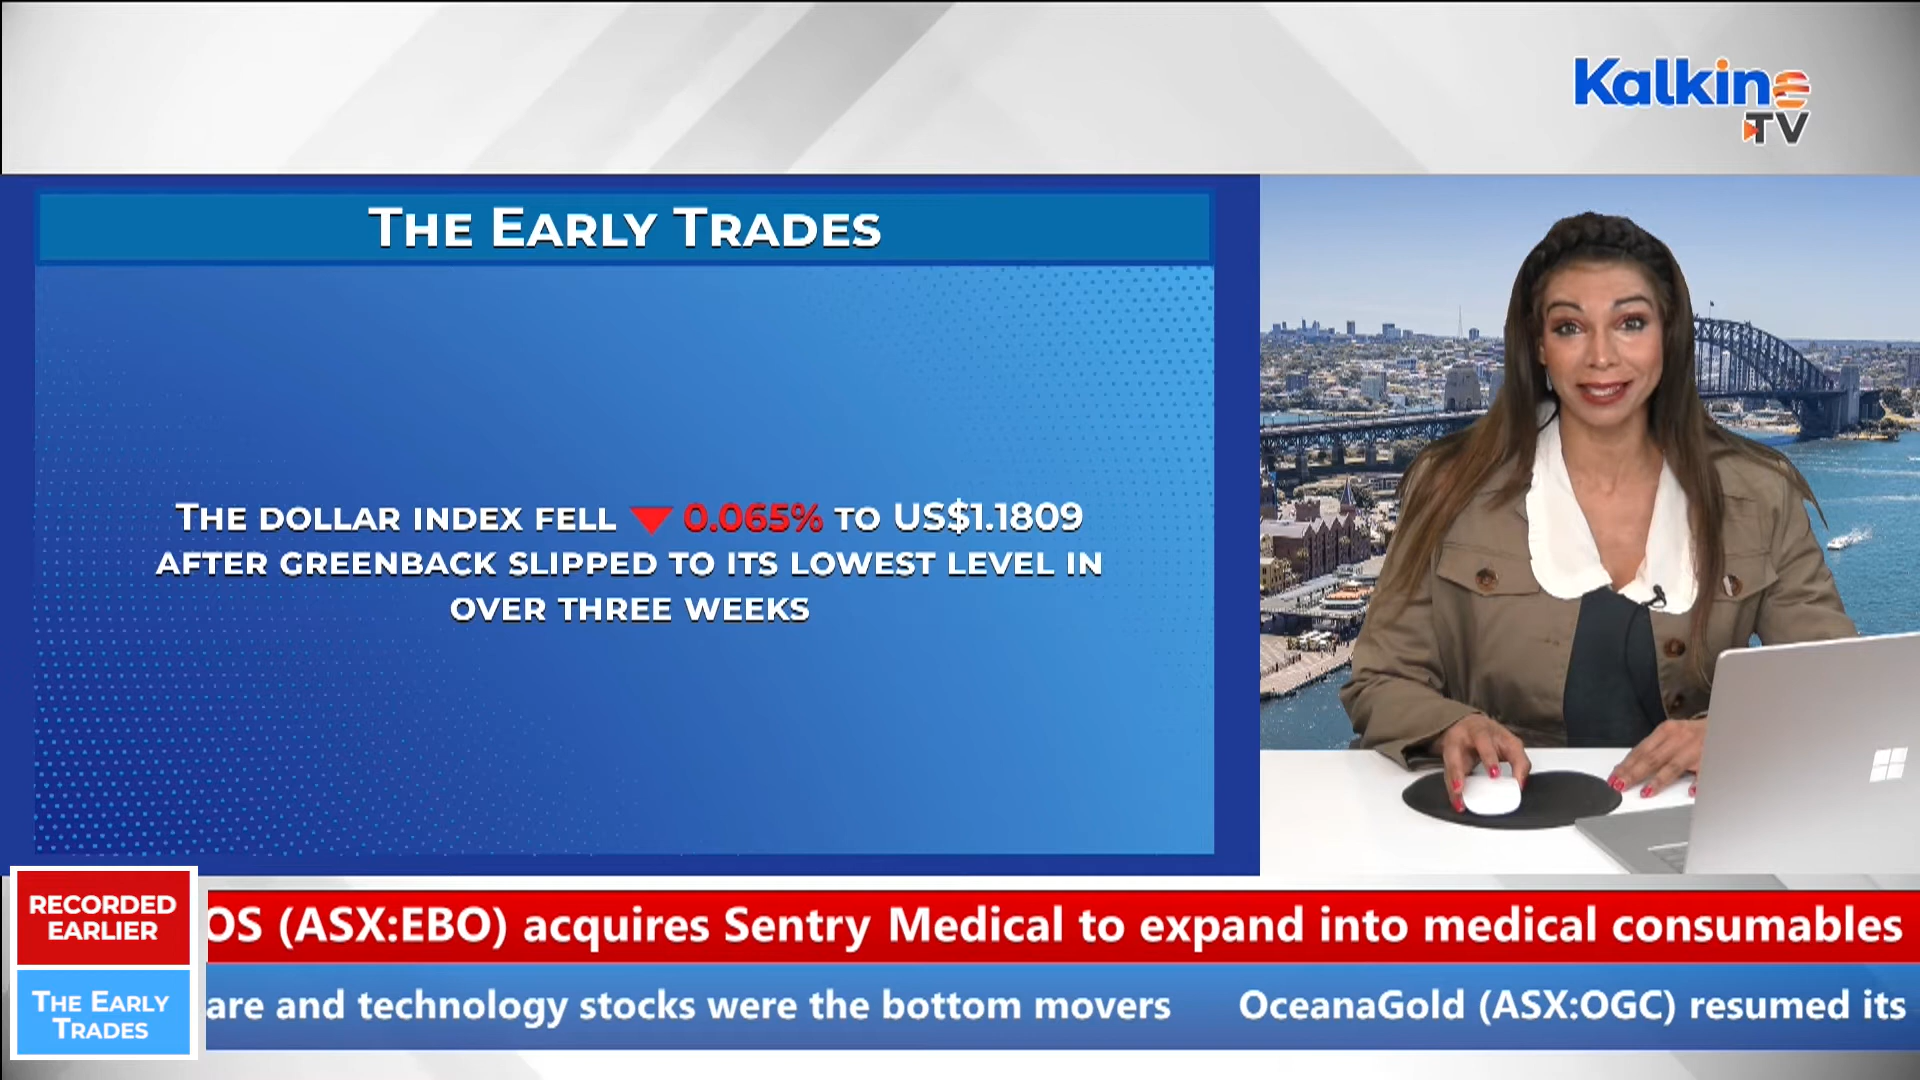 Kalkine
TV
THE EARLY TRADES
THE DOLLAR INDEX FELL 0.065% TO US$1.1809
AFTER GREENBACK SLIPPED TO ITS LOWEST LEVEL IN
OVER THREE WEEKS
RECORDED
EARLIER
OS (ASX:EBO) acquires Sentry Medical to expand into medical consumables
THE EARLY
TRADES
are and technology stocks were the bottom movers OceanaGold (ASX:OGC) resumed its